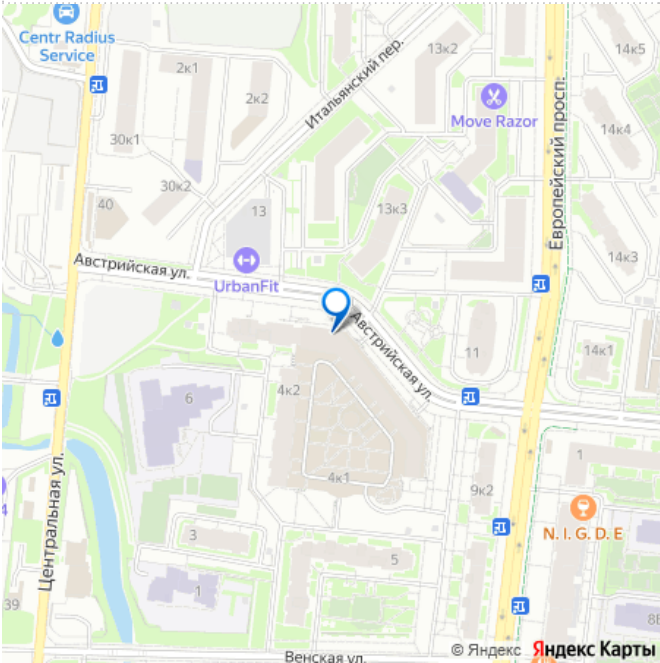 Centr Radius
Service
2к1
2к2
13к2
14к5
Итальянский пер.
Move Razor
Европейский просп.
14к4
30к1
30к2
40
13
13к3
14к3
Австрийская ул.
UrbanFit
Австрийская ул.
11
14к1
6
4к2
Центральная ул.
4к1
9к2
1
4
N. I. G. D. E
3
5
1
39
8Б
Венская ул.
© Яндекс Яндекс Карты